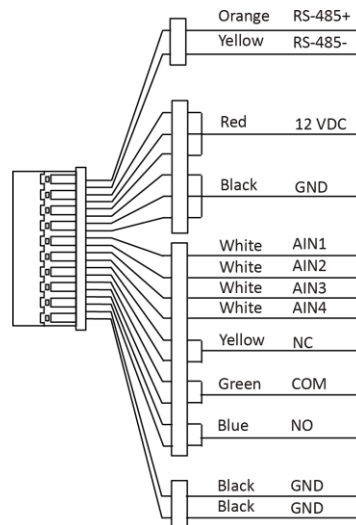 Orange RS-485+
Yellow RS-485-
Red 12 VDC
Black GND
White AIN1
White AIN2
White AIN3
White AIN4
Yellow NC
Green COM
Blue NO
Black GND
Black GND